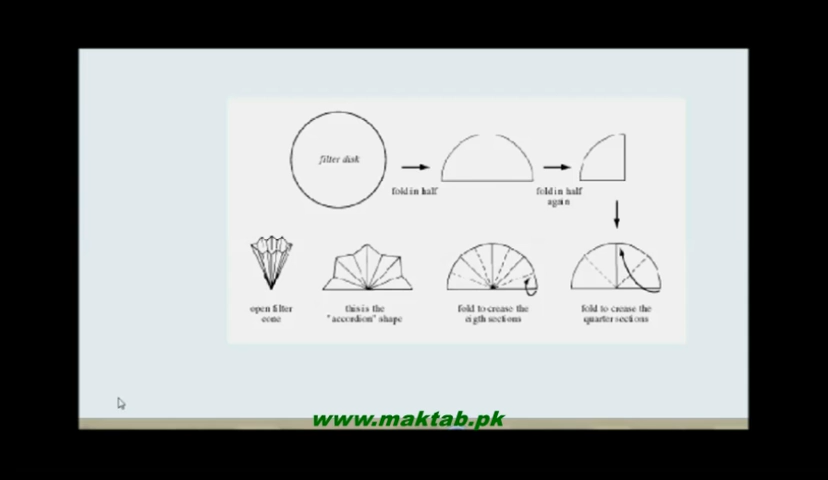 filter disk
fold in half
fold in half
again
open filter
cone
this is the
"accordion" shape
fold to crease the
eigth sections
fold to crease the
quarter sections
www.maktab.pk